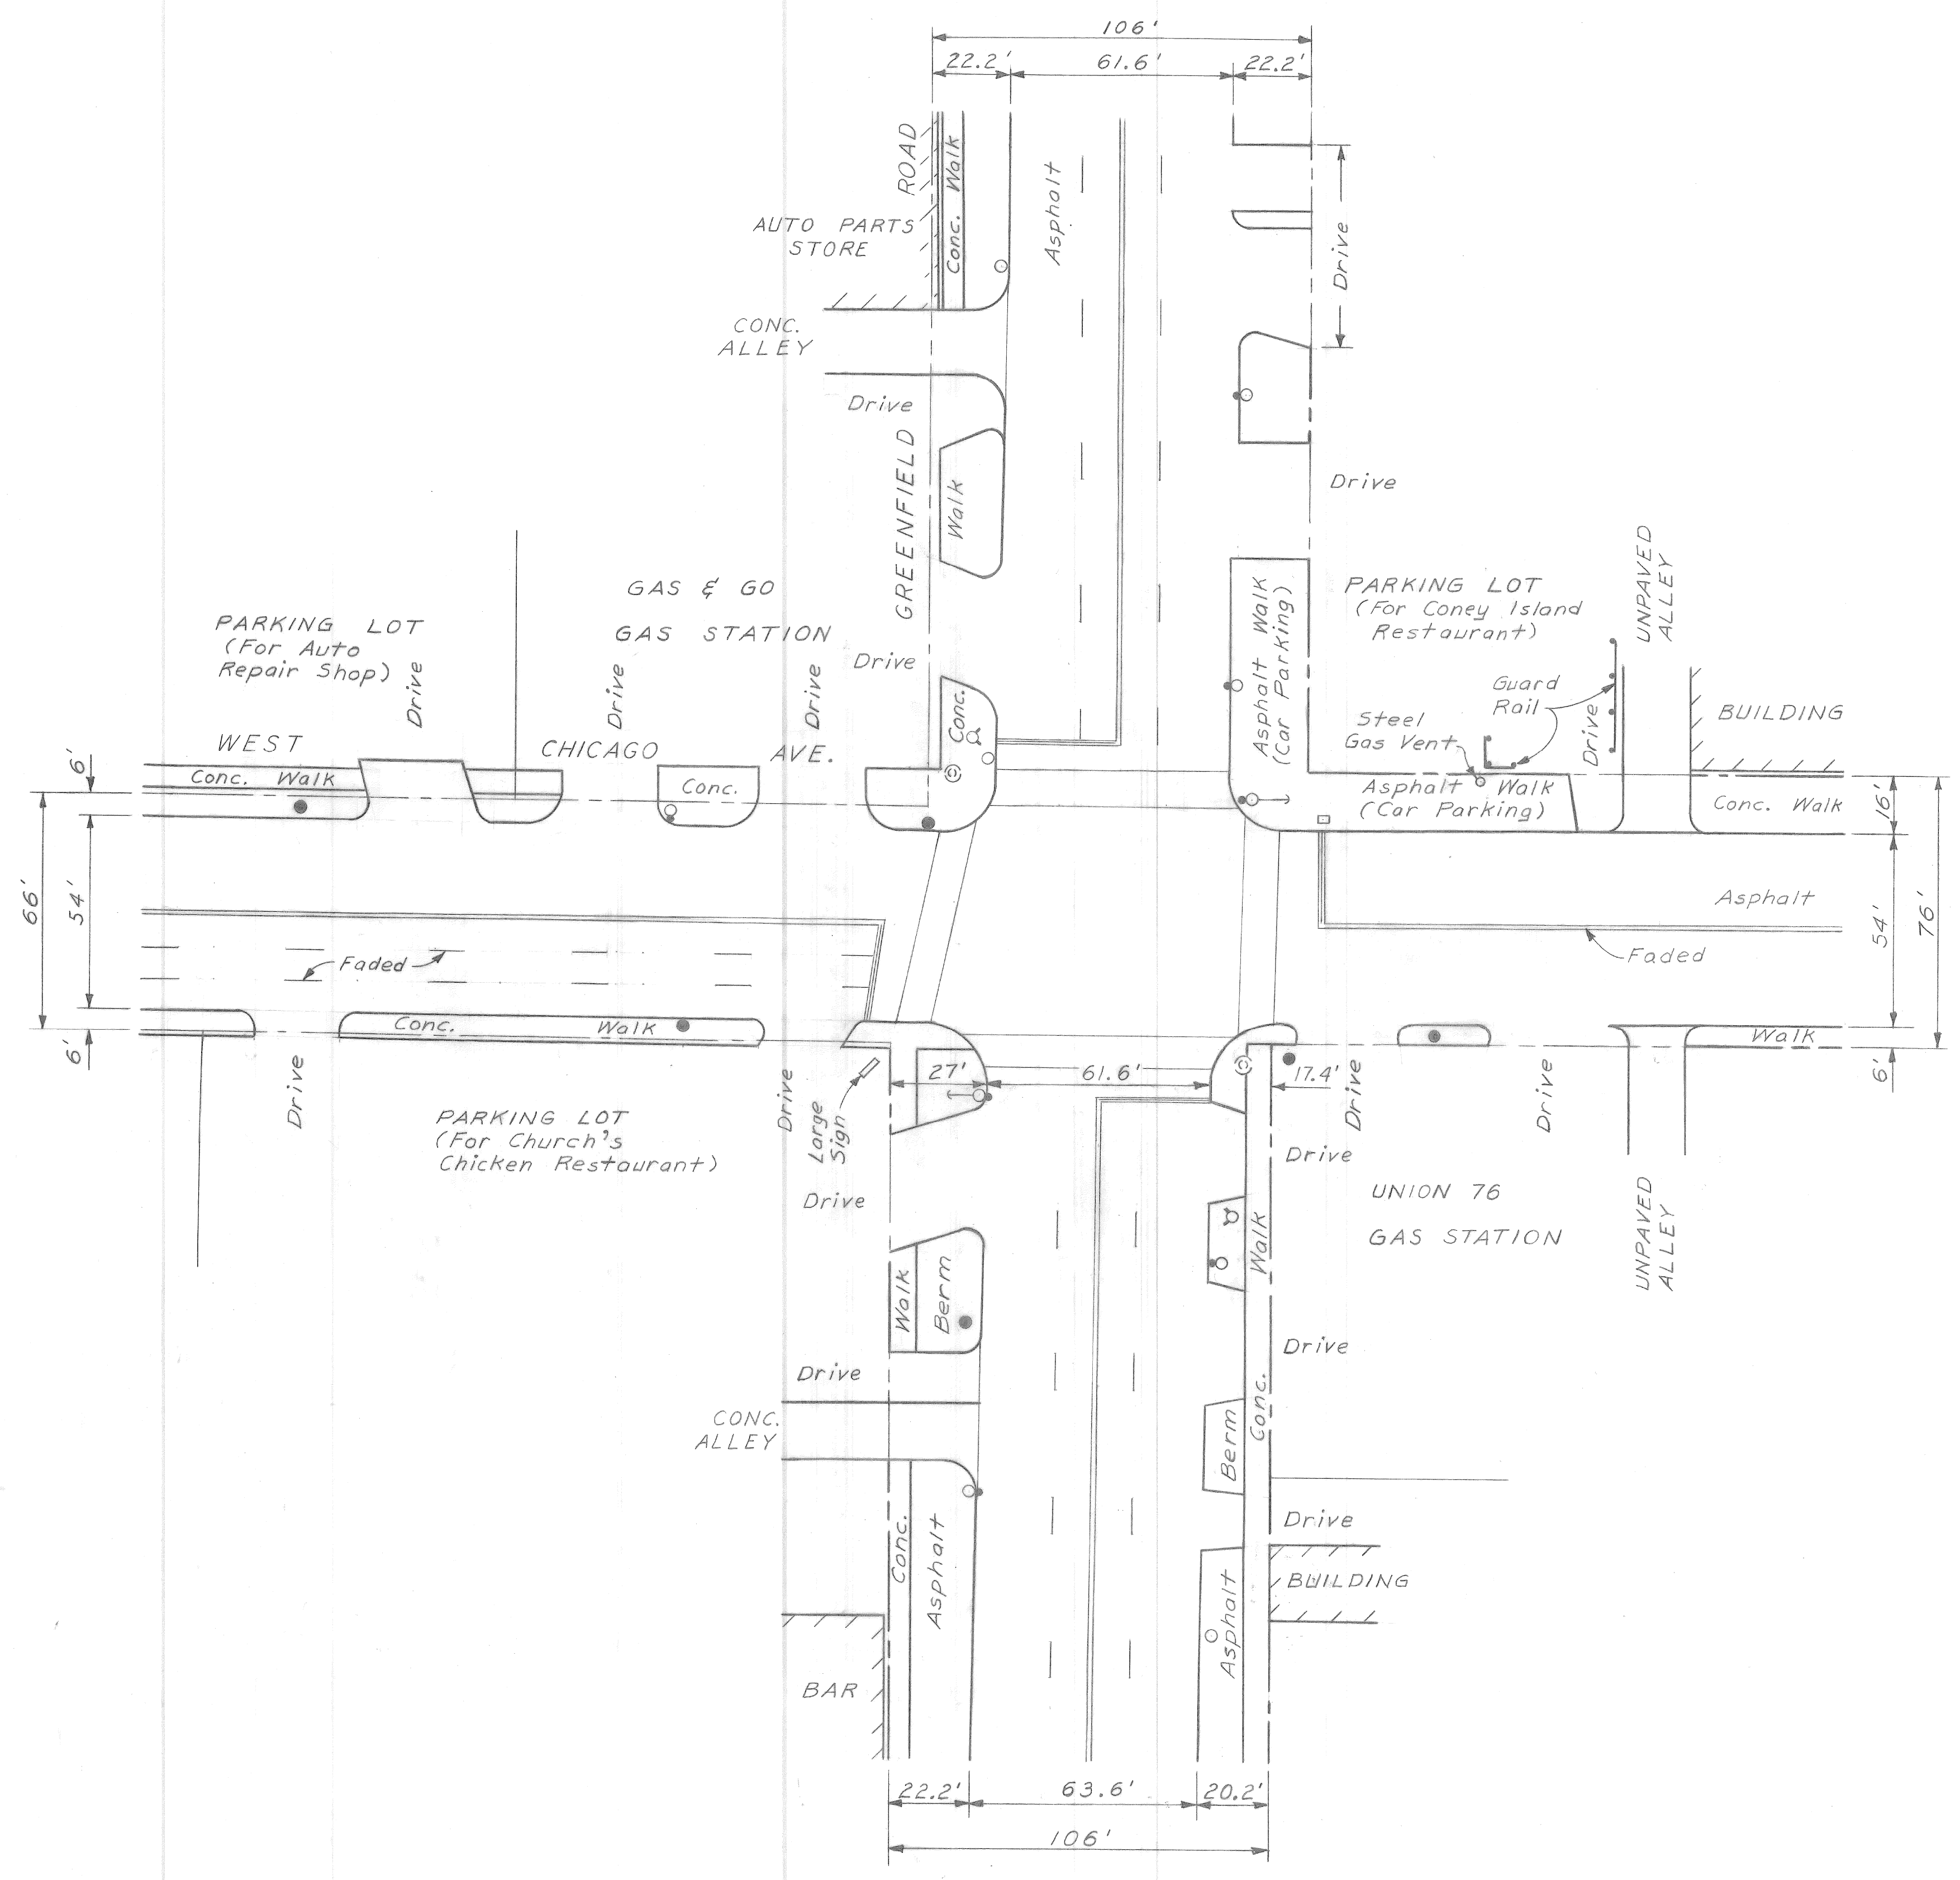 106'
22.2'
61.6'
22.2'
ROAD
Conc. Walk
Asphalt
AUTO PARTS
STORE
Drive
CONC.
ALLEY
Drive
GREENFIELD
Walk
Drive
UNPAVED
ALLEY
GAS & GO
GAS STATION
Asphalt Walk
(Car Parking)
PARKING LOT
(For Coney Island
Restaurant)
PARKING LOT
(For Auto
Repair Shop)
Drive
Drive
Drive
Drive
Conc.
Guard
Rail
Steel
Gas Vent
Drive
BUILDING
WEST CHICAGO AVE.
6'
Conc. Walk
Conc.
Asphalt Walk
(Car Parking)
Conc. Walk
16'
66'
54'
Asphalt
54'
76'
Faded
Faded
Conc. Walk
Walk
6'
6'
Drive
Drive
Large
Sign
27'
61.6'
17.4'
Drive
Drive
PARKING LOT
(For Church's
Chicken Restaurant)
Drive
Drive
UNION 76
GAS STATION
UNPAVED
ALLEY
Walk
Berm
Conc. Walk
Drive
Drive
CONC.
ALLEY
Berm
Conc.
Asphalt
Drive
BUILDING
Asphalt
BAR
22.2'
63.6'
20.2'
106'